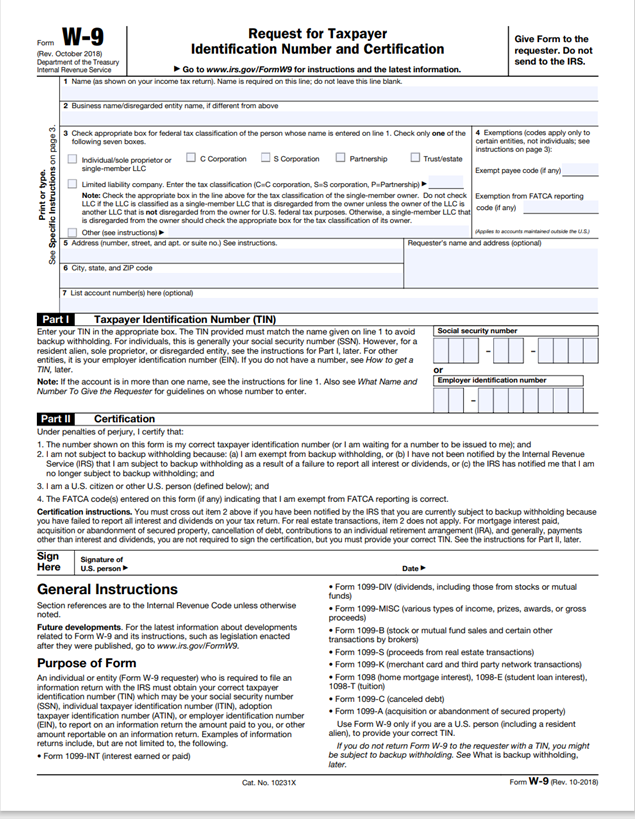 Form W-9
(Rev. October 2018)
Department of the Treasury
Internal Revenue Service
Request for Taxpayer
Identification Number and Certification
▶ Go to www.irs.gov/FormW9 for instructions and the latest information.
Give Form to the
requester. Do not
send to the IRS.
Print or type.
See Specific Instructions on page 3.
1 Name (as shown on your income tax return). Name is required on this line; do not leave this line blank.
2 Business name/disregarded entity name, if different from above
3 Check appropriate box for federal tax classification of the person whose name is entered on line 1. Check only one of the
following seven boxes.
Individual/sole proprietor or
single-member LLC
C Corporation
S Corporation
Partnership
Trust/estate
Limited liability company. Enter the tax classification (C=C corporation, S=S corporation, P=Partnership) ▶
Note: Check the appropriate box in the line above for the tax classification of the single-member owner. Do not check
LLC if the LLC is classified as a single-member LLC that is disregarded from the owner unless the owner of the LLC is
another LLC that is not disregarded from the owner for U.S. federal tax purposes. Otherwise, a single-member LLC that
is disregarded from the owner should check the appropriate box for the tax classification of its owner.
Other (see instructions) ▶
4 Exemptions (codes apply only to
certain entities, not individuals; see
instructions on page 3):
Exempt payee code (if any)
Exemption from FATCA reporting
code (if any)
(Applies to accounts maintained outside the U.S.)
5 Address (number, street, and apt. or suite no.) See instructions.
Requester's name and address (optional)
6 City, state, and ZIP code
7 List account number(s) here (optional)
Part I Taxpayer Identification Number (TIN)
Enter your TIN in the appropriate box. The TIN provided must match the name given on line 1 to avoid
backup withholding. For individuals, this is generally your social security number (SSN). However, for a
resident alien, sole proprietor, or disregarded entity, see the instructions for Part I, later. For other
entities, it is your employer identification number (EIN). If you do not have a number, see How to get a
TIN, later.
Note: If the account is in more than one name, see the instructions for line 1. Also see What Name and
Number To Give the Requester for guidelines on whose number to enter.
Social security number
– –
or
Employer identification number
–
Part II Certification
Under penalties of perjury, I certify that:
1. The number shown on this form is my correct taxpayer identification number (or I am waiting for a number to be issued to me); and
2. I am not subject to backup withholding because: (a) I am exempt from backup withholding, or (b) I have not been notified by the Internal Revenue
Service (IRS) that I am subject to backup withholding as a result of a failure to report all interest or dividends, or (c) the IRS has notified me that I am
no longer subject to backup withholding; and
3. I am a U.S. citizen or other U.S. person (defined below); and
4. The FATCA code(s) entered on this form (if any) indicating that I am exempt from FATCA reporting is correct.
Certification instructions. You must cross out item 2 above if you have been notified by the IRS that you are currently subject to backup withholding because
you have failed to report all interest and dividends on your tax return. For real estate transactions, item 2 does not apply. For mortgage interest paid,
acquisition or abandonment of secured property, cancellation of debt, contributions to an individual retirement arrangement (IRA), and generally, payments
other than interest and dividends, you are not required to sign the certification, but you must provide your correct TIN. See the instructions for Part II, later.
Sign
Here
Signature of
U.S. person ▶
Date ▶
General Instructions
Section references are to the Internal Revenue Code unless otherwise
noted.
Future developments. For the latest information about developments
related to Form W-9 and its instructions, such as legislation enacted
after they were published, go to www.irs.gov/FormW9.
Purpose of Form
An individual or entity (Form W-9 requester) who is required to file an
information return with the IRS must obtain your correct taxpayer
identification number (TIN) which may be your social security number
(SSN), individual taxpayer identification number (ITIN), adoption
taxpayer identification number (ATIN), or employer identification number
(EIN), to report on an information return the amount paid to you, or other
amount reportable on an information return. Examples of information
returns include, but are not limited to, the following.
• Form 1099-INT (interest earned or paid)
• Form 1099-DIV (dividends, including those from stocks or mutual
funds)
• Form 1099-MISC (various types of income, prizes, awards, or gross
proceeds)
• Form 1099-B (stock or mutual fund sales and certain other
transactions by brokers)
• Form 1099-S (proceeds from real estate transactions)
• Form 1099-K (merchant card and third party network transactions)
• Form 1098 (home mortgage interest), 1098-E (student loan interest),
1098-T (tuition)
• Form 1099-C (canceled debt)
• Form 1099-A (acquisition or abandonment of secured property)
Use Form W-9 only if you are a U.S. person (including a resident
alien), to provide your correct TIN.
If you do not return Form W-9 to the requester with a TIN, you might
be subject to backup withholding. See What is backup withholding,
later.
Cat. No. 10231X
Form W-9 (Rev. 10-2018)